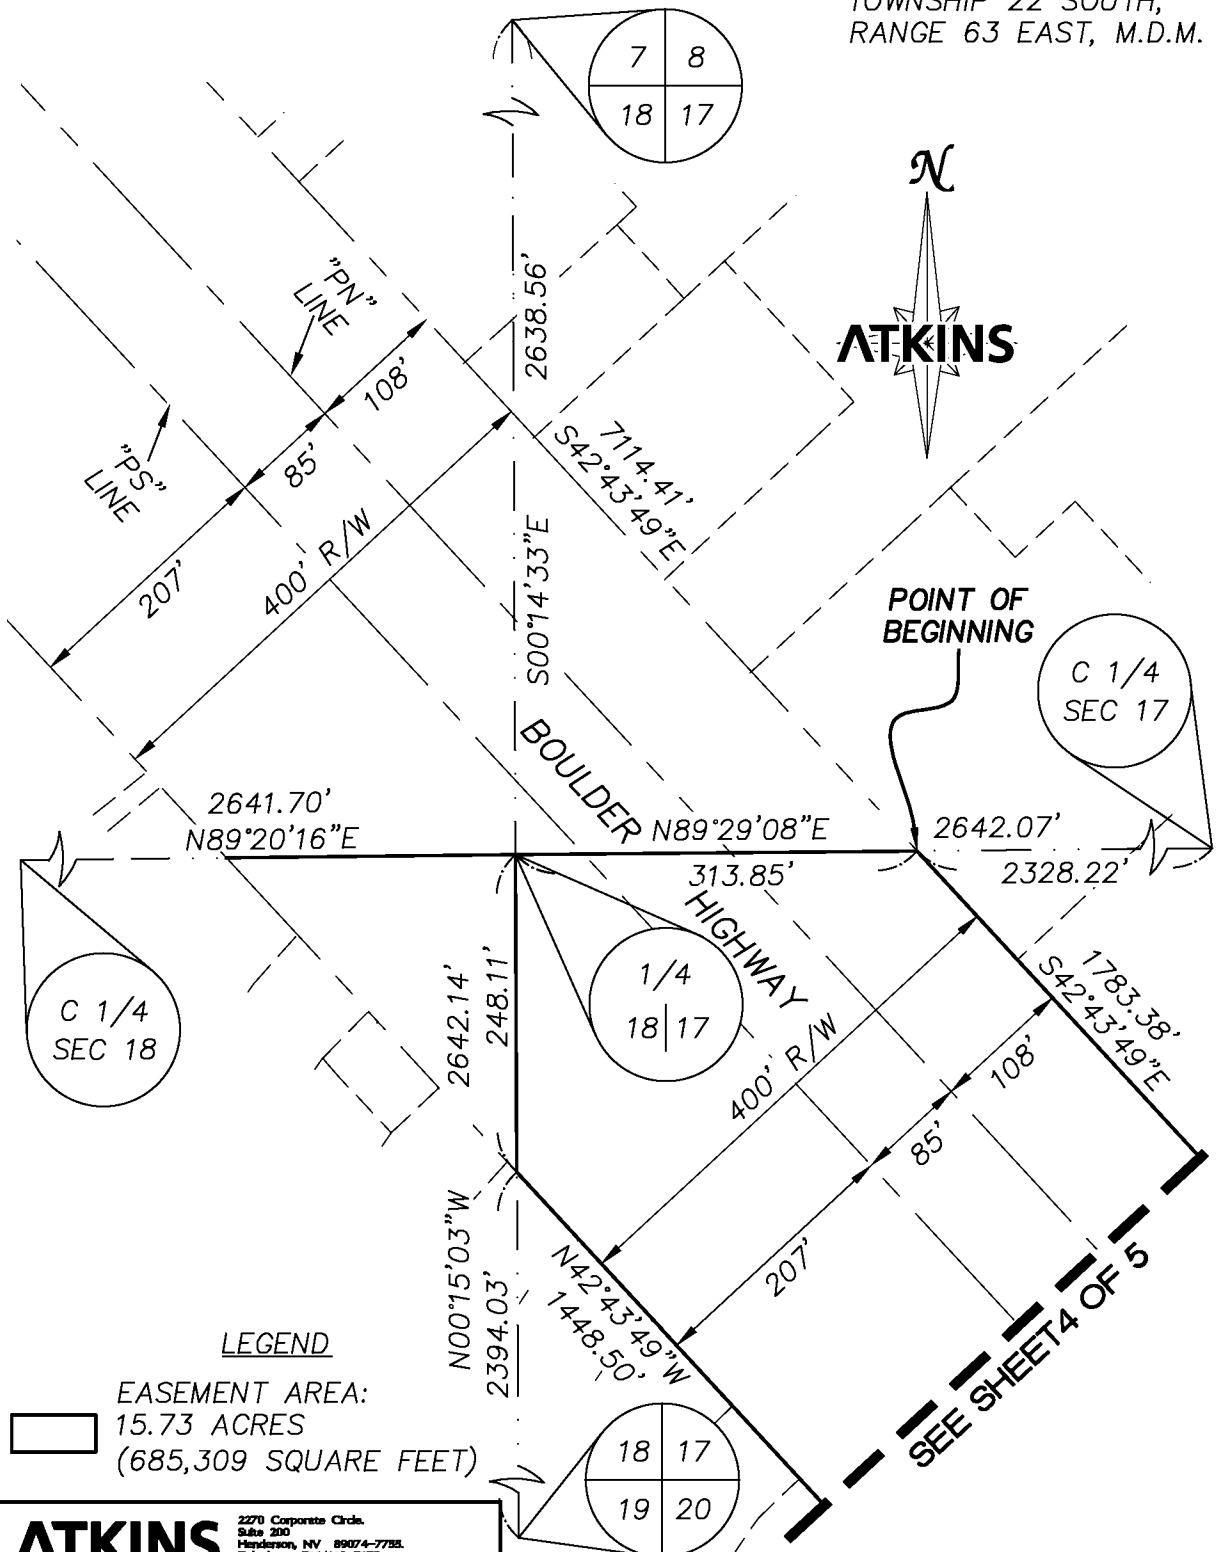 TOWNSHIP 22 SOUTH,
RANGE 63 EAST, M.D.M.
7 8
18 17
N
ATKINS
"PN"
LINE
"PS"
LINE
2638.56'
108'
85'
207'
400' R/W
7114.41'
S42°43'49"E
S00°14'33"E
POINT OF
BEGINNING
C 1/4
SEC 17
BOULDER
HIGHWAY
2641.70'
N89°20'16"E
N89°29'08"E
313.85'
2642.07'
2328.22'
C 1/4
SEC 18
1/4
18 17
2642.14'
248.11'
1783.38'
S42°43'49"E
400' R/W
108'
85'
207'
N00°15'03"W
2394.03'
N42°43'49"W
1448.50'
SEE SHEET 4 OF 5
LEGEND
EASEMENT AREA:
15.73 ACRES
(685,309 SQUARE FEET)
18 17
19 20
ATKINS
2270 Corporate Circle.
Suite 200
Henderson, NV 89074-7755.